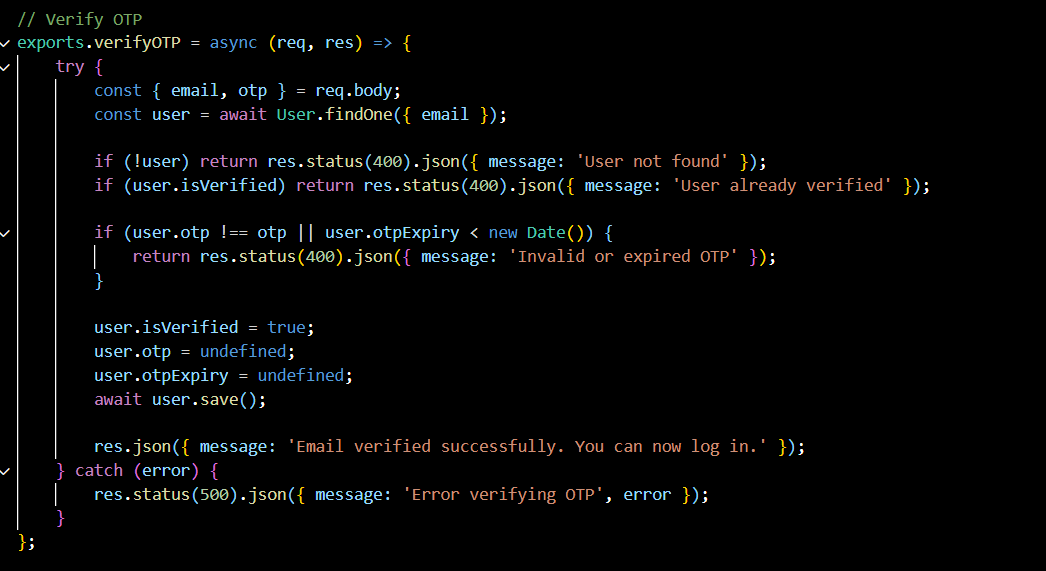 // Verify OTP
exports.verifyOTP = async (req, res) => {
    try {
        const { email, otp } = req.body;
        const user = await User.findOne({ email });

        if (!user) return res.status(400).json({ message: 'User not found' });
        if (user.isVerified) return res.status(400).json({ message: 'User already verified' });

        if (user.otp !== otp || user.otpExpiry < new Date()) {
            return res.status(400).json({ message: 'Invalid or expired OTP' });
        }

        user.isVerified = true;
        user.otp = undefined;
        user.otpExpiry = undefined;
        await user.save();

        res.json({ message: 'Email verified successfully. You can now log in.' });
    } catch (error) {
        res.status(500).json({ message: 'Error verifying OTP', error });
    }
};